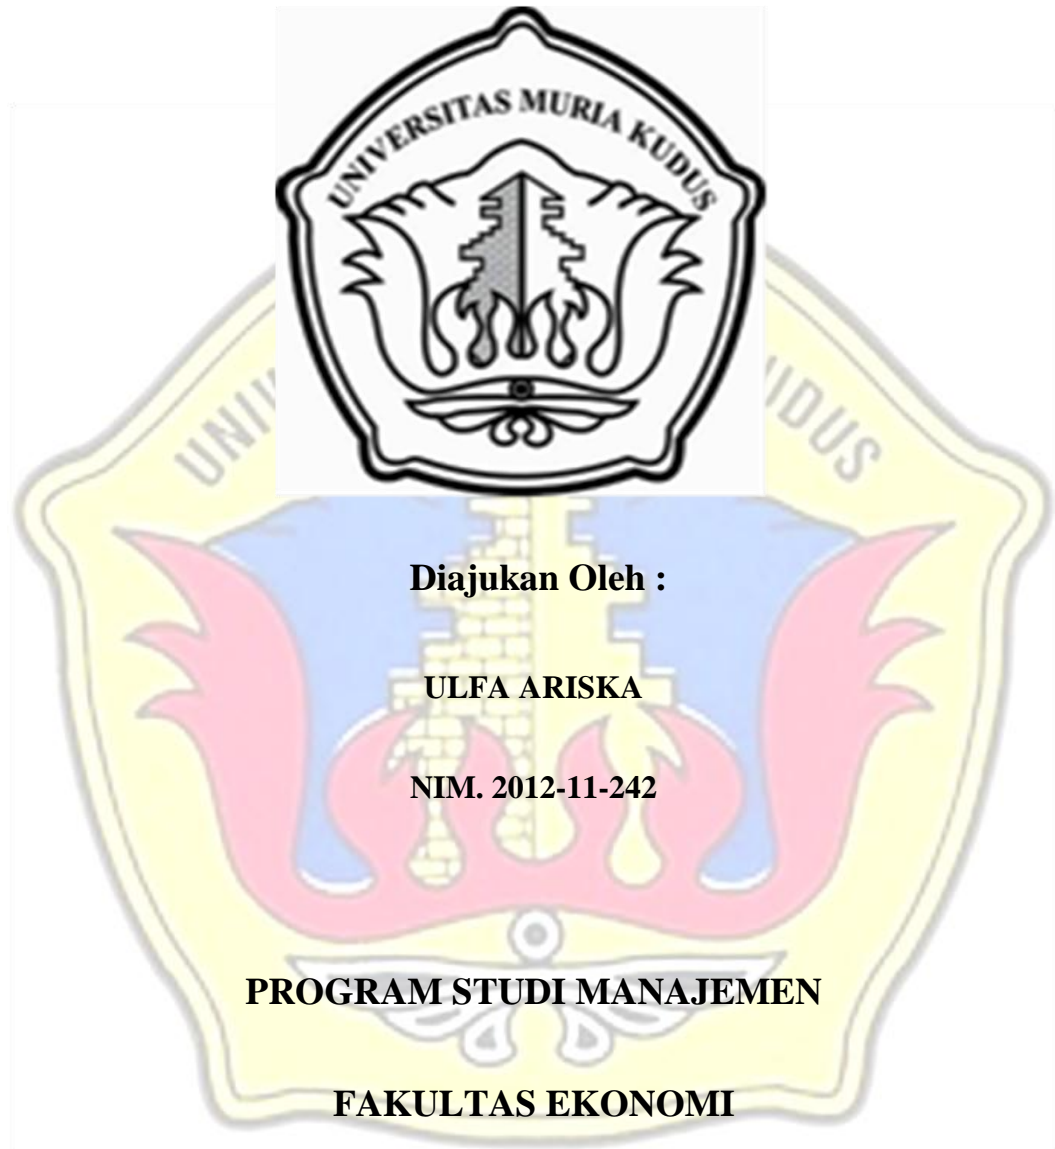 UNIVERSITAS MURIA KUDUS
Diajukan Oleh :
ULFA ARISKA
NIM. 2012-11-242
PROGRAM STUDI MANAJEMEN
FAKULTAS EKONOMI